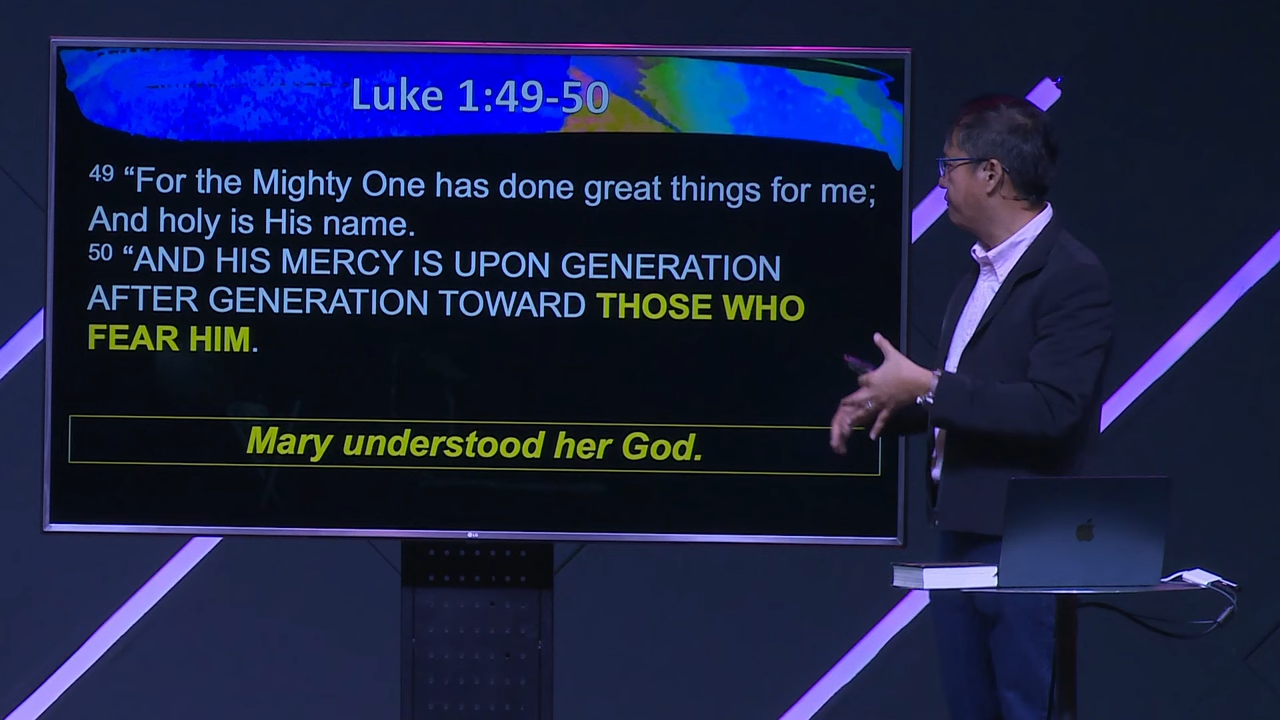 Luke 1:49-50
49 “For the Mighty One has done great things for me;
And holy is His name.
50 “AND HIS MERCY IS UPON GENERATION
AFTER GENERATION TOWARD THOSE WHO
FEAR HIM.
Mary understood her God.
LG